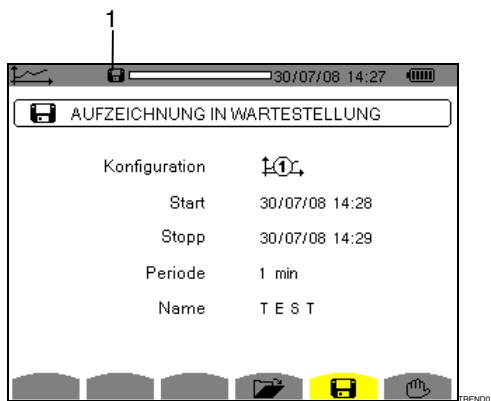 1
30/07/08 14:27
AUFZEICHNUNG IN WARTESTELLUNG
Konfiguration 1
Start 30/07/08 14:28
Stopp 30/07/08 14:29
Periode 1 min
Name T E S T